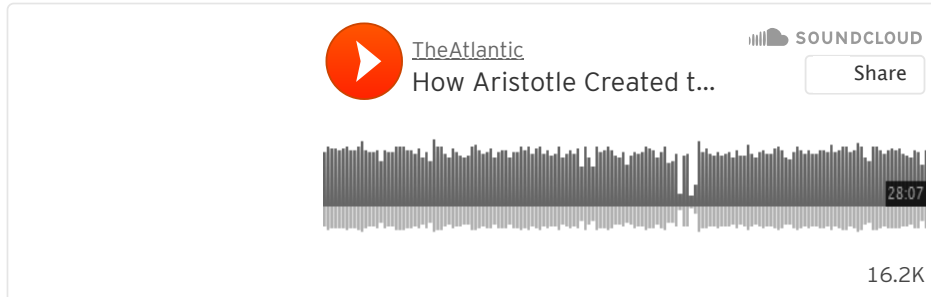 SOUNDCLOUD
TheAtlantic
Share
How Aristotle Created t...
28:07
16.2K